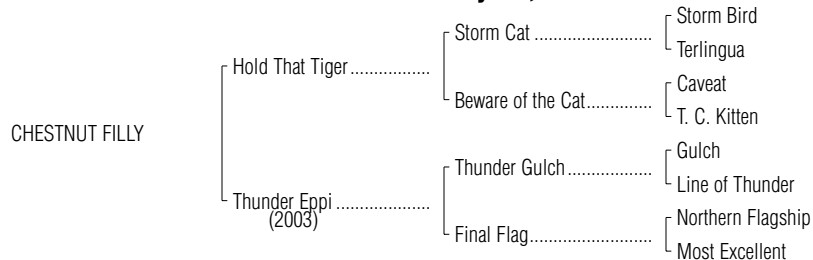 Storm Bird
Storm Cat ..........................
Terlingua
Hold That Tiger.................
Caveat
Beware of the Cat..............
T. C. Kitten
CHESTNUT FILLY
Gulch
Thunder Gulch..................
Line of Thunder
Thunder Eppi ....................
(2003)
Northern Flagship
Final Flag...........................
Most Excellent